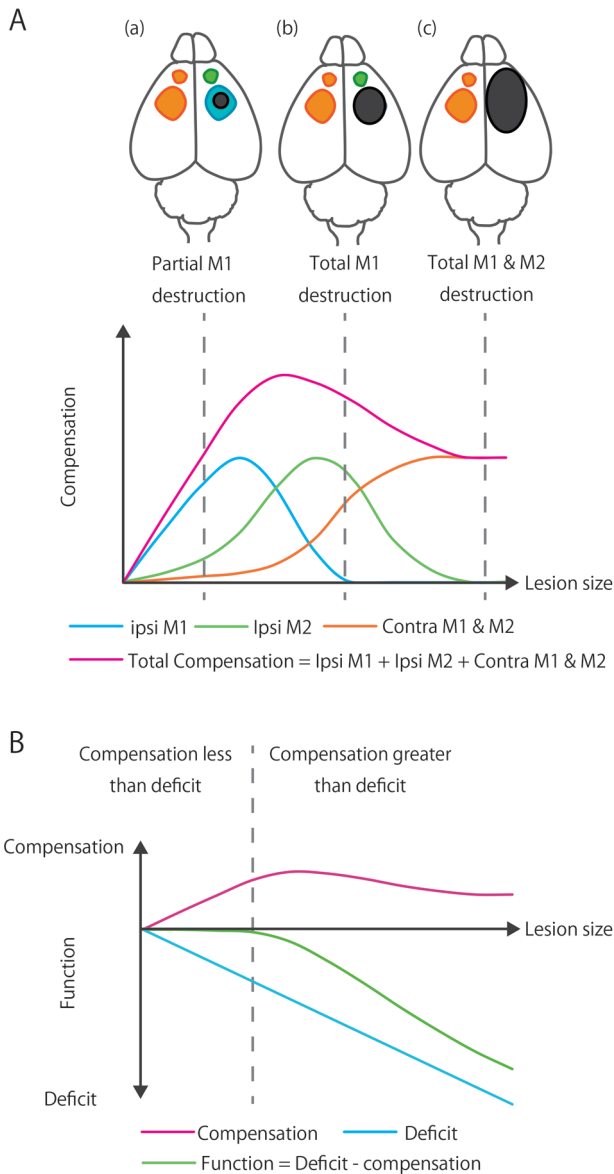 A
(a)
(b)
(c)
Partial M1
destruction
Total M1
destruction
Total M1 & M2
destruction
Compensation
Lesion size
ipsi M1
Ipsi M2
Contra M1 & M2
Total Compensation = Ipsi M1 + Ipsi M2 + Contra M1 & M2
B
Compensation less
than deficit
Compensation greater
than deficit
Compensation
Lesion size
Function
Deficit
Compensation
Deficit
Function = Deficit - compensation